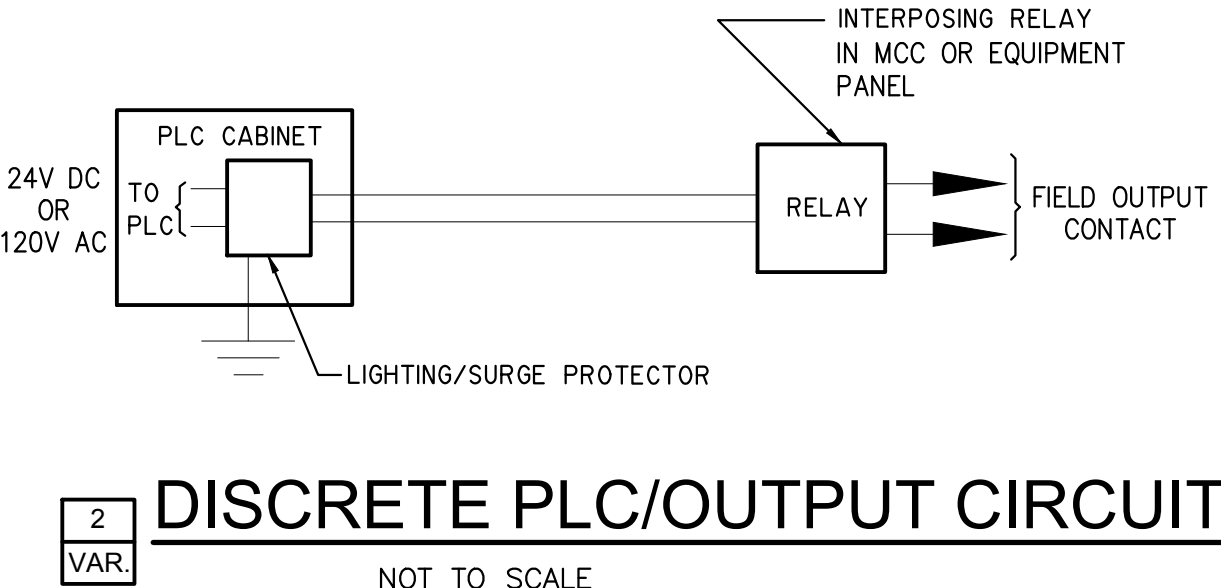 INTERPOSING RELAY
IN MCC OR EQUIPMENT
PANEL
PLC CABINET
24V DC
OR
120V AC
TO
PLC
RELAY
FIELD OUTPUT
CONTACT
LIGHTING/SURGE PROTECTOR
2
VAR.
DISCRETE PLC/OUTPUT CIRCUIT
NOT TO SCALE